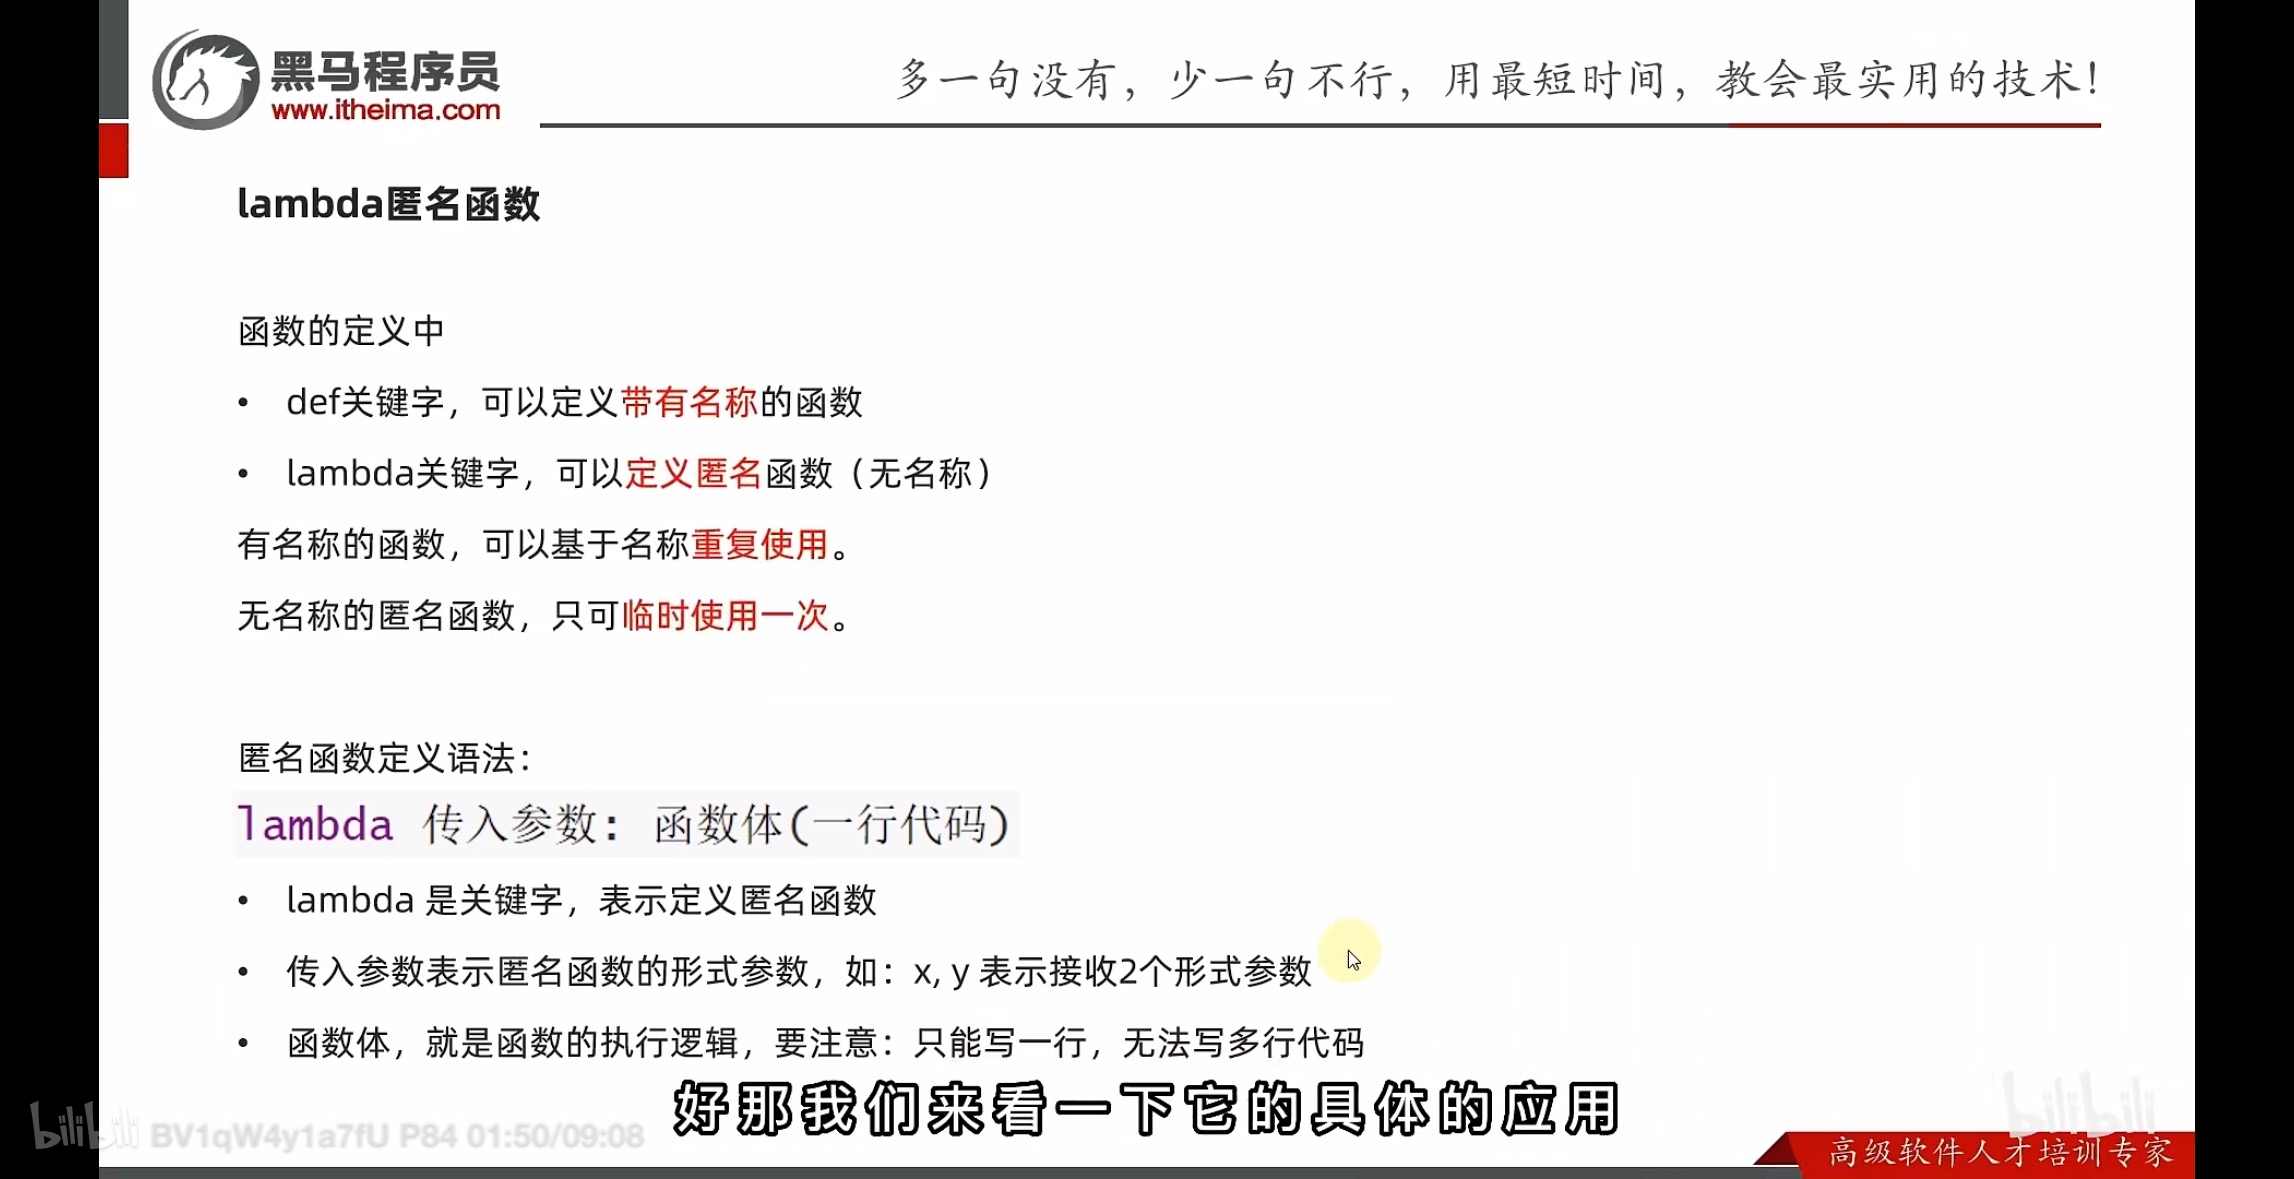 黑马程序员
www.itheima.com
多一句没有，少一句不行，用最短时间，教会最实用的技术！
lambda匿名函数
函数的定义中
• def关键字，可以定义带有名称的函数
• lambda关键字，可以定义匿名函数（无名称）
有名称的函数，可以基于名称重复使用。
无名称的匿名函数，只可临时使用一次。
匿名函数定义语法：
lambda 传入参数: 函数体(一行代码)
• lambda 是关键字，表示定义匿名函数
• 传入参数表示匿名函数的形式参数，如：x, y 表示接收2个形式参数
• 函数体，就是函数的执行逻辑，要注意：只能写一行，无法写多行代码
好那我们来看一下它的具体的应用
bilibili BV1qW4y1a7fU P84 01:50/09:08
bilibili
高级软件人才培训专家